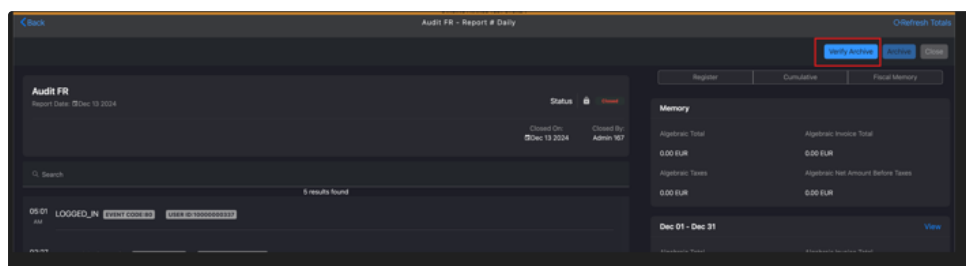 Back
Audit FR - Report # Daily
Refresh Totals
Verify Archive
Archive
Close
Audit FR
Report Date: Dec 13 2024
Status
Closed
Closed On:
Dec 13 2024
Closed By:
Admin 167
Search
5 results found
05:01 AM
LOGGED_IN EVENT CODE:80 USER ID:10000000337
Register
Cumulative
Fiscal Memory
Memory
Algebraic Total
Algebraic Invoice Total
0.00 EUR
0.00 EUR
Algebraic Taxes
Algebraic Net Amount Before Taxes
0.00 EUR
0.00 EUR
Dec 01 - Dec 31
View